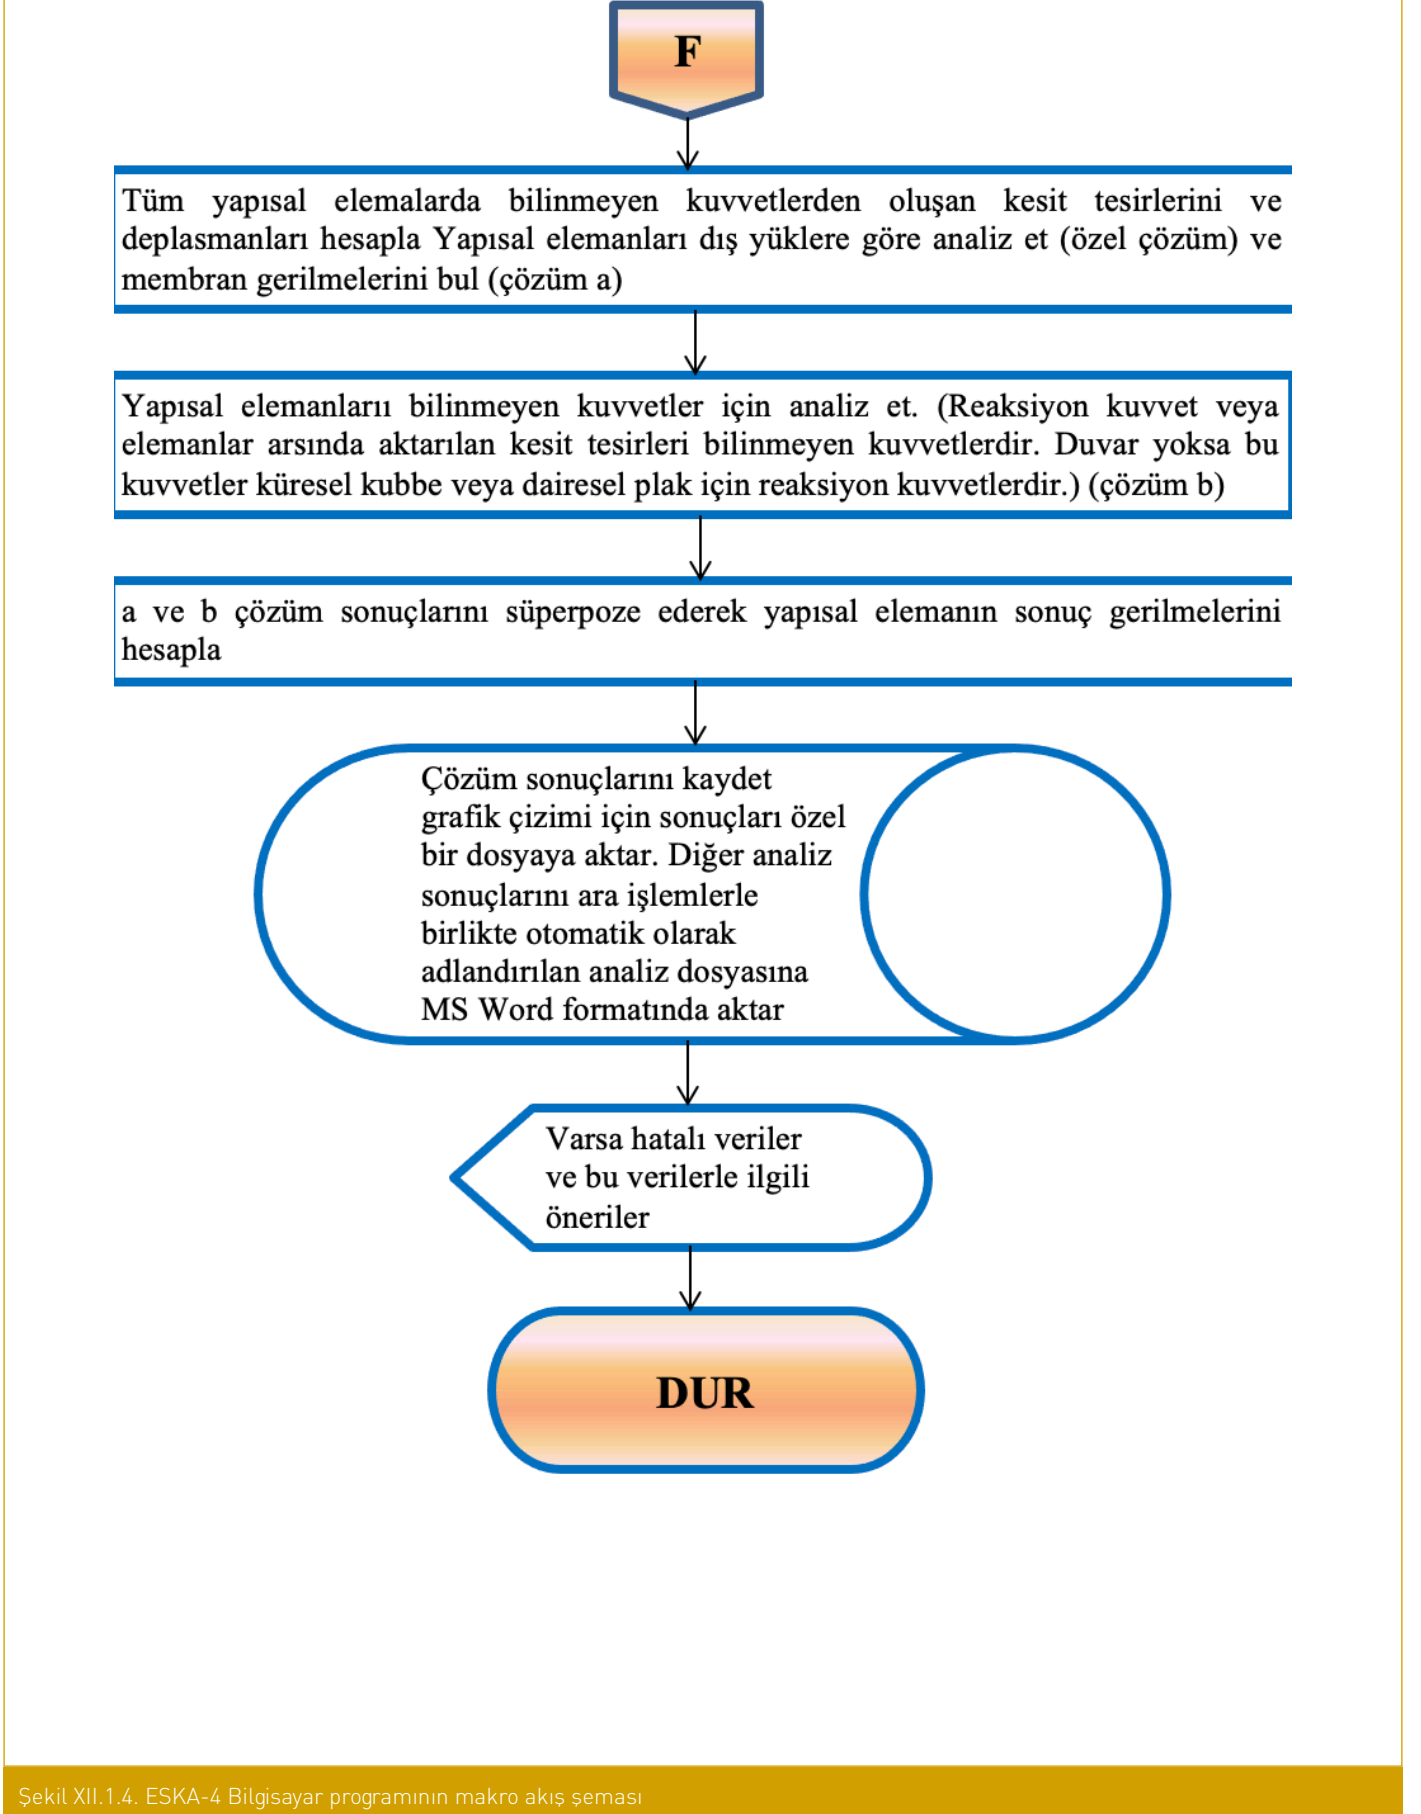 F
Tüm yapısal elemalarda bilinmeyen kuvvetlerden oluşan kesit tesirlerini ve
deplasmanları hesapla Yapısal elemanları dış yüklere göre analiz et (özel çözüm) ve
membran gerilmelerini bul (çözüm a)
Yapısal elemanlarıı bilinmeyen kuvvetler için analiz et. (Reaksiyon kuvvet veya
elemanlar arsında aktarılan kesit tesirleri bilinmeyen kuvvetlerdir. Duvar yoksa bu
kuvvetler küresel kubbe veya dairesel plak için reaksiyon kuvvetlerdir.) (çözüm b)
a ve b çözüm sonuçlarını süperpoze ederek yapısal elemanın sonuç gerilmelerini
hesapla
Çözüm sonuçlarını kaydet
grafik çizimi için sonuçları özel
bir dosyaya aktar. Diğer analiz
sonuçlarını ara işlemlerle
birlikte otomatik olarak
adlandırılan analiz dosyasına
MS Word formatında aktar
Varsa hatalı veriler
ve bu verilerle ilgili
öneriler
DUR
Şekil XII.1.4. ESKA-4 Bilgisayar programının makro akış şeması